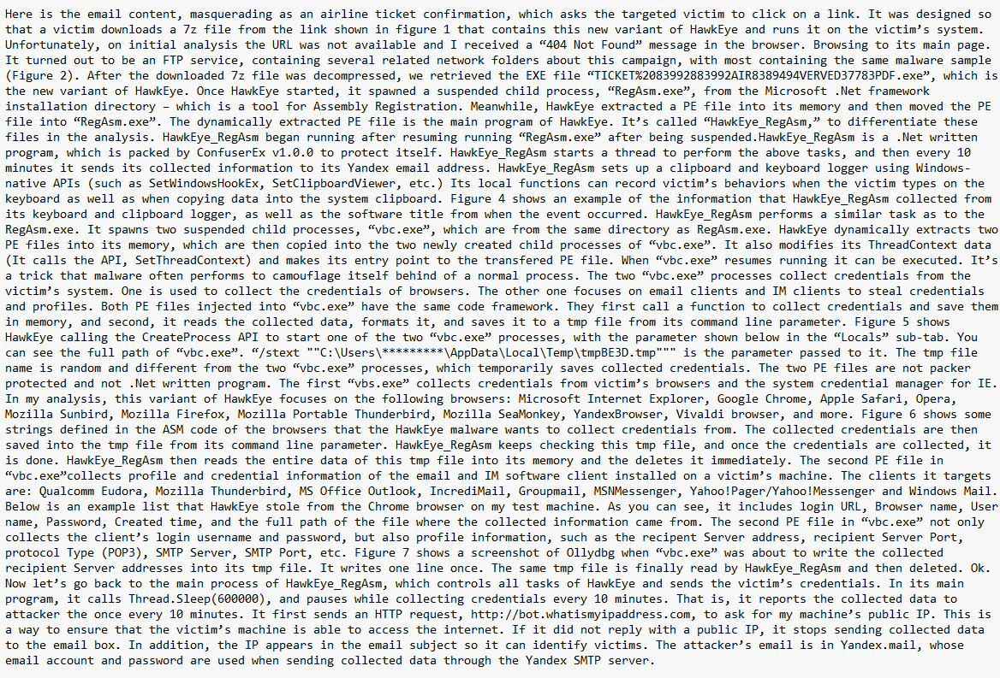 Here is the email content, masquerading as an airline ticket confirmation, which asks the targeted victim to click on a link. It was designed so
that a victim downloads a 7z file from the link shown in figure 1 that contains this new variant of HawkEye and runs it on the victim’s system.
Unfortunately, on initial analysis the URL was not available and I received a “404 Not Found” message in the browser. Browsing to its main page.
It turned out to be an FTP service, containing several related network folders about this campaign, with most containing the same malware sample
(Figure 2). After the downloaded 7z file was decompressed, we retrieved the EXE file “TICKET%2083992883992AIR8389494VERVED37783PDF.exe”, which is
the new variant of HawkEye. Once HawkEye started, it spawned a suspended child process, “RegAsm.exe”, from the Microsoft .Net framework
installation directory – which is a tool for Assembly Registration. Meanwhile, HawkEye extracted a PE file into its memory and then moved the PE
file into “RegAsm.exe”. The dynamically extracted PE file is the main program of HawkEye. It’s called “HawkEye_RegAsm,” to differentiate these
files in the analysis. HawkEye_RegAsm began running after resuming running “RegAsm.exe” after being suspended.HawkEye_RegAsm is a .Net written
program, which is packed by ConfuserEx v1.0.0 to protect itself. HawkEye_RegAsm starts a thread to perform the above tasks, and then every 10
minutes it sends its collected information to its Yandex email address. HawkEye_RegAsm sets up a clipboard and keyboard logger using Windows-
native APIs (such as SetWindowsHookEx, SetClipboardViewer, etc.) Its local functions can record victim’s behaviors when the victim types on the
keyboard as well as when copying data into the system clipboard. Figure 4 shows an example of the information that HawkEye_RegAsm collected from
its keyboard and clipboard logger, as well as the software title from when the event occurred. HawkEye_RegAsm performs a similar task as to the
RegAsm.exe. It spawns two suspended child processes, “vbc.exe”, which are from the same directory as RegAsm.exe. HawkEye dynamically extracts two
PE files into its memory, which are then copied into the two newly created child processes of “vbc.exe”. It also modifies its ThreadContext data
(It calls the API, SetThreadContext) and makes its entry point to the transfered PE file. When “vbc.exe” resumes running it can be executed. It’s
a trick that malware often performs to camouflage itself behind of a normal process. The two “vbc.exe” processes collect credentials from the
victim’s system. One is used to collect the credentials of browsers. The other one focuses on email clients and IM clients to steal credentials
and profiles. Both PE files injected into “vbc.exe” have the same code framework. They first call a function to collect credentials and save them
in memory, and second, it reads the collected data, formats it, and saves it to a tmp file from its command line parameter. Figure 5 shows
HawkEye calling the CreateProcess API to start one of the two “vbc.exe” processes, with the parameter shown below in the “Locals” sub-tab. You
can see the full path of “vbc.exe”. “/stext ""C:\Users\*********\AppData\Local\Temp\tmpBE3D.tmp""" is the parameter passed to it. The tmp file
name is random and different from the two “vbc.exe” processes, which temporarily saves collected credentials. The two PE files are not packer
protected and not .Net written program. The first “vbs.exe” collects credentials from victim’s browsers and the system credential manager for IE.
In my analysis, this variant of HawkEye focuses on the following browsers: Microsoft Internet Explorer, Google Chrome, Apple Safari, Opera,
Mozilla Sunbird, Mozilla Firefox, Mozilla Portable Thunderbird, Mozilla SeaMonkey, YandexBrowser, Vivaldi browser, and more. Figure 6 shows some
strings defined in the ASM code of the browsers that the HawkEye malware wants to collect credentials from. The collected credentials are then
saved into the tmp file from its command line parameter. HawkEye_RegAsm keeps checking this tmp file, and once the credentials are collected, it
is done. HawkEye_RegAsm then reads the entire data of this tmp file into its memory and the deletes it immediately. The second PE file in
“vbc.exe”collects profile and credential information of the email and IM software client installed on a victim’s machine. The clients it targets
are: Qualcomm Eudora, Mozilla Thunderbird, MS Office Outlook, IncrediMail, Groupmail, MSNMessenger, Yahoo!Pager/Yahoo!Messenger and Windows Mail.
Below is an example list that HawkEye stole from the Chrome browser on my test machine. As you can see, it includes login URL, Browser name, User
name, Password, Created time, and the full path of the file where the collected information came from. The second PE file in “vbc.exe” not only
collects the client’s login username and password, but also profile information, such as the recipent Server address, recipient Server Port,
protocol Type (POP3), SMTP Server, SMTP Port, etc. Figure 7 shows a screenshot of Ollydbg when “vbc.exe” was about to write the collected
recipient Server addresses into its tmp file. It writes one line once. The same tmp file is finally read by HawkEye_RegAsm and then deleted. Ok.
Now let’s go back to the main process of HawkEye_RegAsm, which controls all tasks of HawkEye and sends the victim’s credentials. In its main
program, it calls Thread.Sleep(600000), and pauses while collecting credentials every 10 minutes. That is, it reports the collected data to
attacker the once every 10 minutes. It first sends an HTTP request, http://bot.whatismyipaddress.com, to ask for my machine’s public IP. This is
a way to ensure that the victim’s machine is able to access the internet. If it did not reply with a public IP, it stops sending collected data
to the email box. In addition, the IP appears in the email subject so it can identify victims. The attacker’s email is in Yandex.mail, whose
email account and password are used when sending collected data through the Yandex SMTP server.